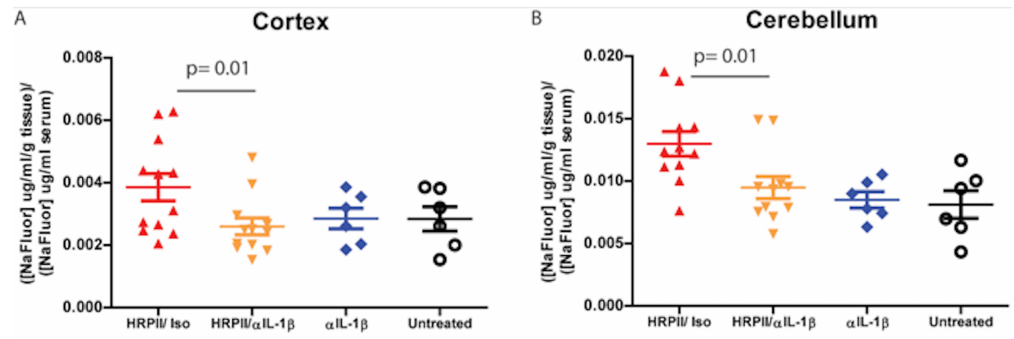 A
Cortex
([NaFluor] ug/ml/g tissue)/
([NaFluor] ug/ml serum)
0.008
0.006
0.004
0.002
0.000
p= 0.01
HRPII/ Iso
HRPII/αIL-1β
αIL-1β
Untreated
B
Cerebellum
([NaFluor] ug/ml/g tissue)/
([NaFluor] ug/ml serum)
0.020
0.015
0.010
0.005
0.000
p= 0.01
HRPII/ Iso
HRPII/αIL-1β
αIL-1β
Untreated